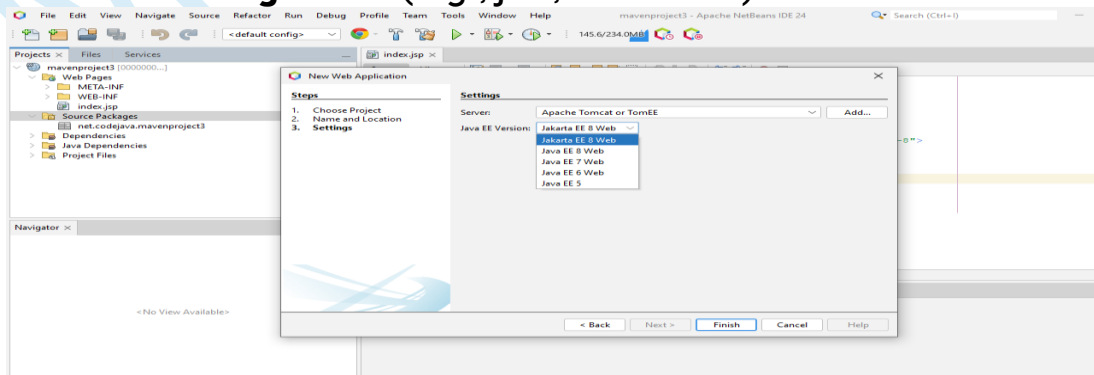 File Edit View Navigate Source Refactor Run Debug Profile Team Tools Window Help mavenproject3 - Apache NetBeans IDE 24 Search (Ctrl+I)
<default config> 145.6/234.0MB
Projects × Files Services
index.jsp ×
mavenproject3 [0000000...]
Web Pages
META-INF
WEB-INF
index.jsp
Source Packages
net.codejava.mavenproject3
Dependencies
Java Dependencies
Project Files
Navigator ×
<No View Available>
New Web Application
Steps
1. Choose Project
2. Name and Location
3. Settings
Settings
Server: Apache Tomcat or TomEE Add...
Java EE Version: Jakarta EE 8 Web
Jakarta EE 8 Web
Java EE 8 Web
Java EE 7 Web
Java EE 6 Web
Java EE 5
-8">
< Back Next > Finish Cancel Help